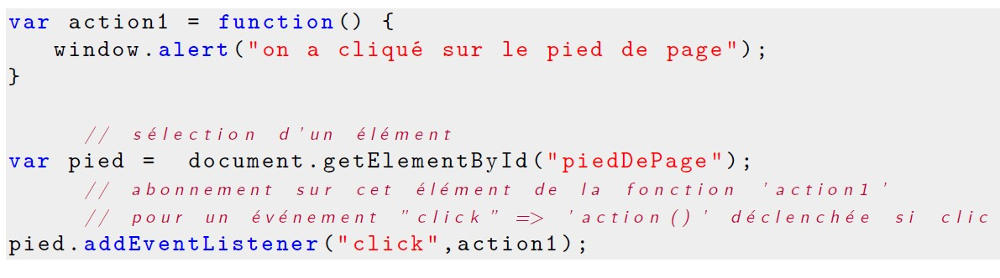 var action1 = function() {
window.alert("on a cliqué sur le pied de page");
}
// sélection d'un élément
var pied = document.getElementById("piedDePage");
// abonnement sur cet élément de la fonction 'action1'
// pour un événement "click" => 'action()' déclenchée si clic
pied.addEventListener("click",action1);